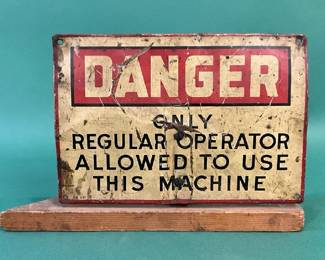 DANGER
ONLY
REGULAR OPERATOR
ALLOWED TO USE
THIS MACHINE